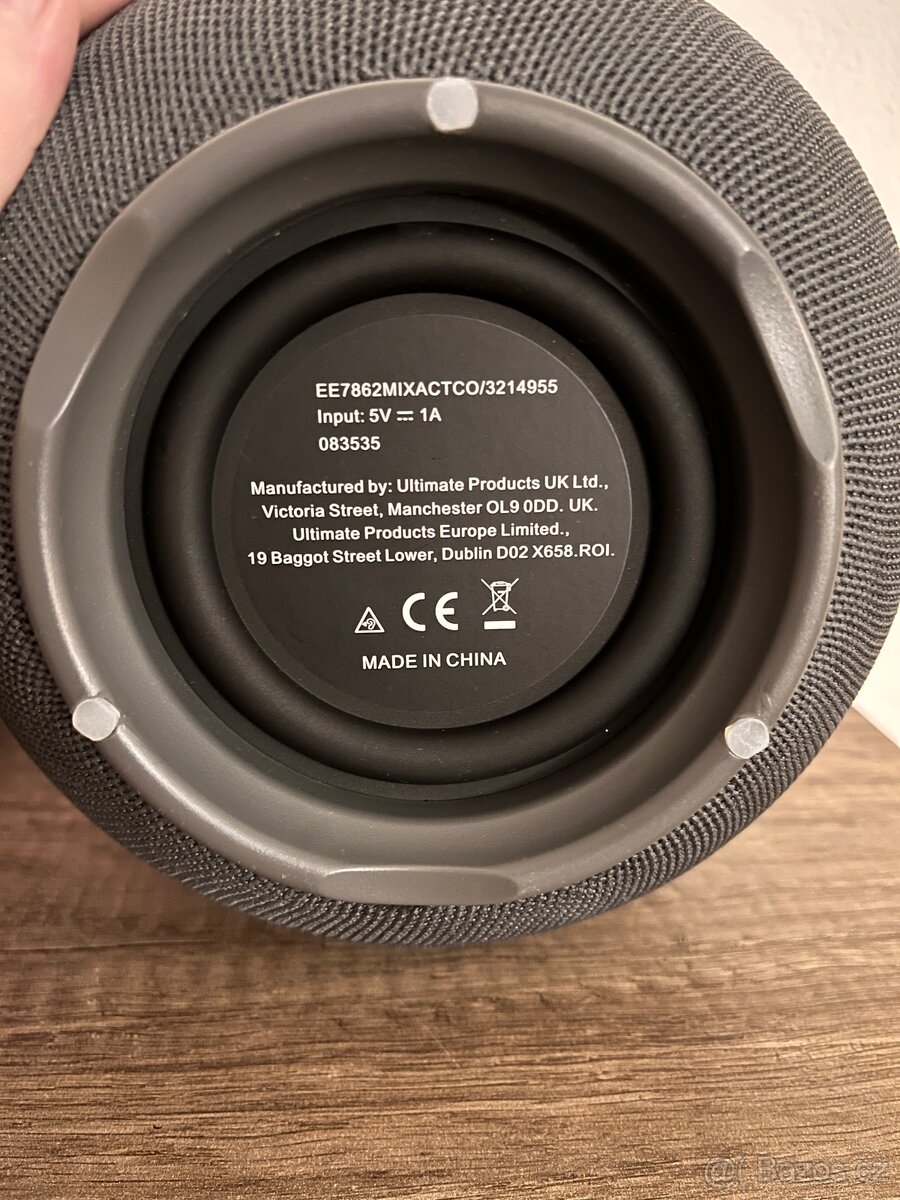 EE7862MIXACTCO/3214955
Input: 5V ⎓ 1A
083535
Manufactured by: Ultimate Products UK Ltd.,
Victoria Street, Manchester OL9 0DD. UK.
Ultimate Products Europe Limited.,
19 Baggot Street Lower, Dublin D02 X658.ROI.
CE
MADE IN CHINA
Bazos.cz